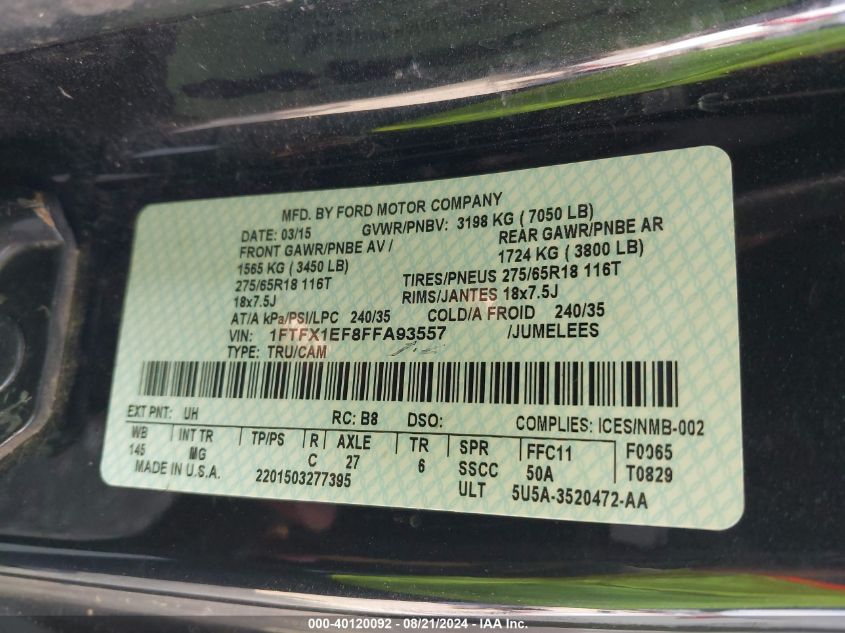 MFD. BY FORD MOTOR COMPANY
DATE: 03/15 GVWR/PNBV: 3198 KG ( 7050 LB)
FRONT GAWR/PNBE AV / REAR GAWR/PNBE AR
1565 KG ( 3450 LB) 1724 KG ( 3800 LB)
275/65R18 116T TIRES/PNEUS 275/65R18 116T
18x7.5J RIMS/JANTES 18x7.5J
AT/A kPa/PSI/LPC 240/35 COLD/A FROID 240/35
VIN: 1FTFX1EF8FFA93557 /JUMELEES
TYPE: TRU/CAM
EXT PNT: UH RC: B8 DSO: COMPLIES: ICES/NMB-002
WB INT TR TP/PS R AXLE TR SPR FFC11 F0065
145 MG C 27 6 SSCC 50A T0829
MADE IN U.S.A. 2201503277395 ULT 5U5A-3520472-AA
000-40120092 - 08/21/2024 - IAA Inc.